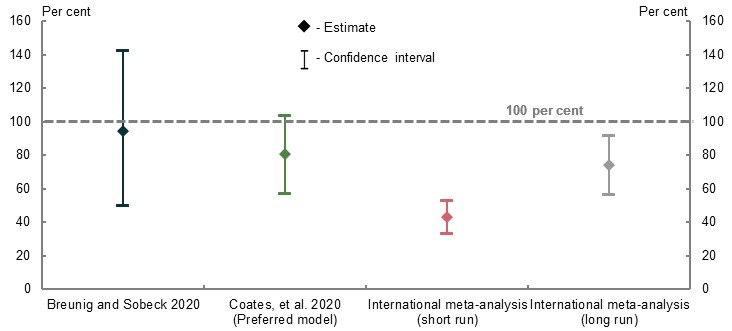 Per cent
Per cent
160
160
- Estimate
140
140
- Confidence interval
120
120
100 per cent
100
100
80
80
60
60
40
40
20
20
0
0
Breunig and Sobeck 2020
Coates, et al. 2020
(Preferred model)
International meta-analysis
(short run)
International meta-analysis
(long run)